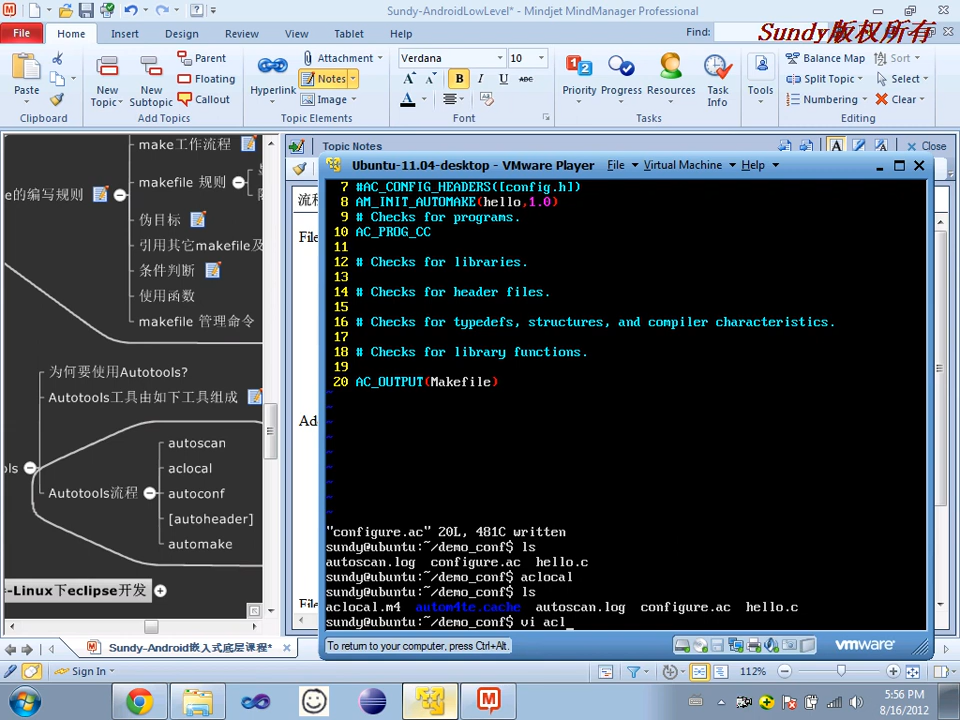 Sundy-AndroidLowLevel* - Mindjet MindManager Professional
Sundy版权所有
File
Home
Insert
Design
Review
View
Tablet
Help
Find:
Paste
Clipboard
New Topic
New Subtopic
Parent
Floating
Callout
Add Topics
Hyperlink
Attachment
Notes
Image
Topic Elements
Verdana
10
B I U ABC
A
Font
Priority
Progress
Resources
Task Info
Tasks
Tools
Balance Map
Split Topic
Numbering
Sort
Select
Clear
Editing
make工作流程
e的编写规则
makefile 规则
伪目标
引用其它makefile及
条件判断
使用函数
makefile 管理命令
为何要使用Autotools?
Autotools工具由如下工具组成
ols
Autotools流程
autoscan
aclocal
autoconf
[autoheader]
automake
-Linux下eclipse开发
Topic Notes
Close
流程
File
Ad
File
Ubuntu-11.04-desktop - VMware Player
File
Virtual Machine
Help
7 #AC_CONFIG_HEADERS([config.h])
8 AM_INIT_AUTOMAKE(hello,1.0)
9 # Checks for programs.
10 AC_PROG_CC
11
12 # Checks for libraries.
13
14 # Checks for header files.
15
16 # Checks for typedefs, structures, and compiler characteristics.
17
18 # Checks for library functions.
19
20 AC_OUTPUT(Makefile)
~
~
~
~
~
~
~
~
~
"configure.ac" 20L, 481C written
sundy@ubuntu:~/demo_conf$ ls
autoscan.log configure.ac hello.c
sundy@ubuntu:~/demo_conf$ aclocal
sundy@ubuntu:~/demo_conf$ ls
aclocal.m4 autom4te.cache autoscan.log configure.ac hello.c
sundy@ubuntu:~/demo_conf$ vi acl_
To return to your computer, press Ctrl+Alt.
vmware
Sundy-Android嵌入式底层课程*
Sign In
112%
5:56 PM
8/16/2012